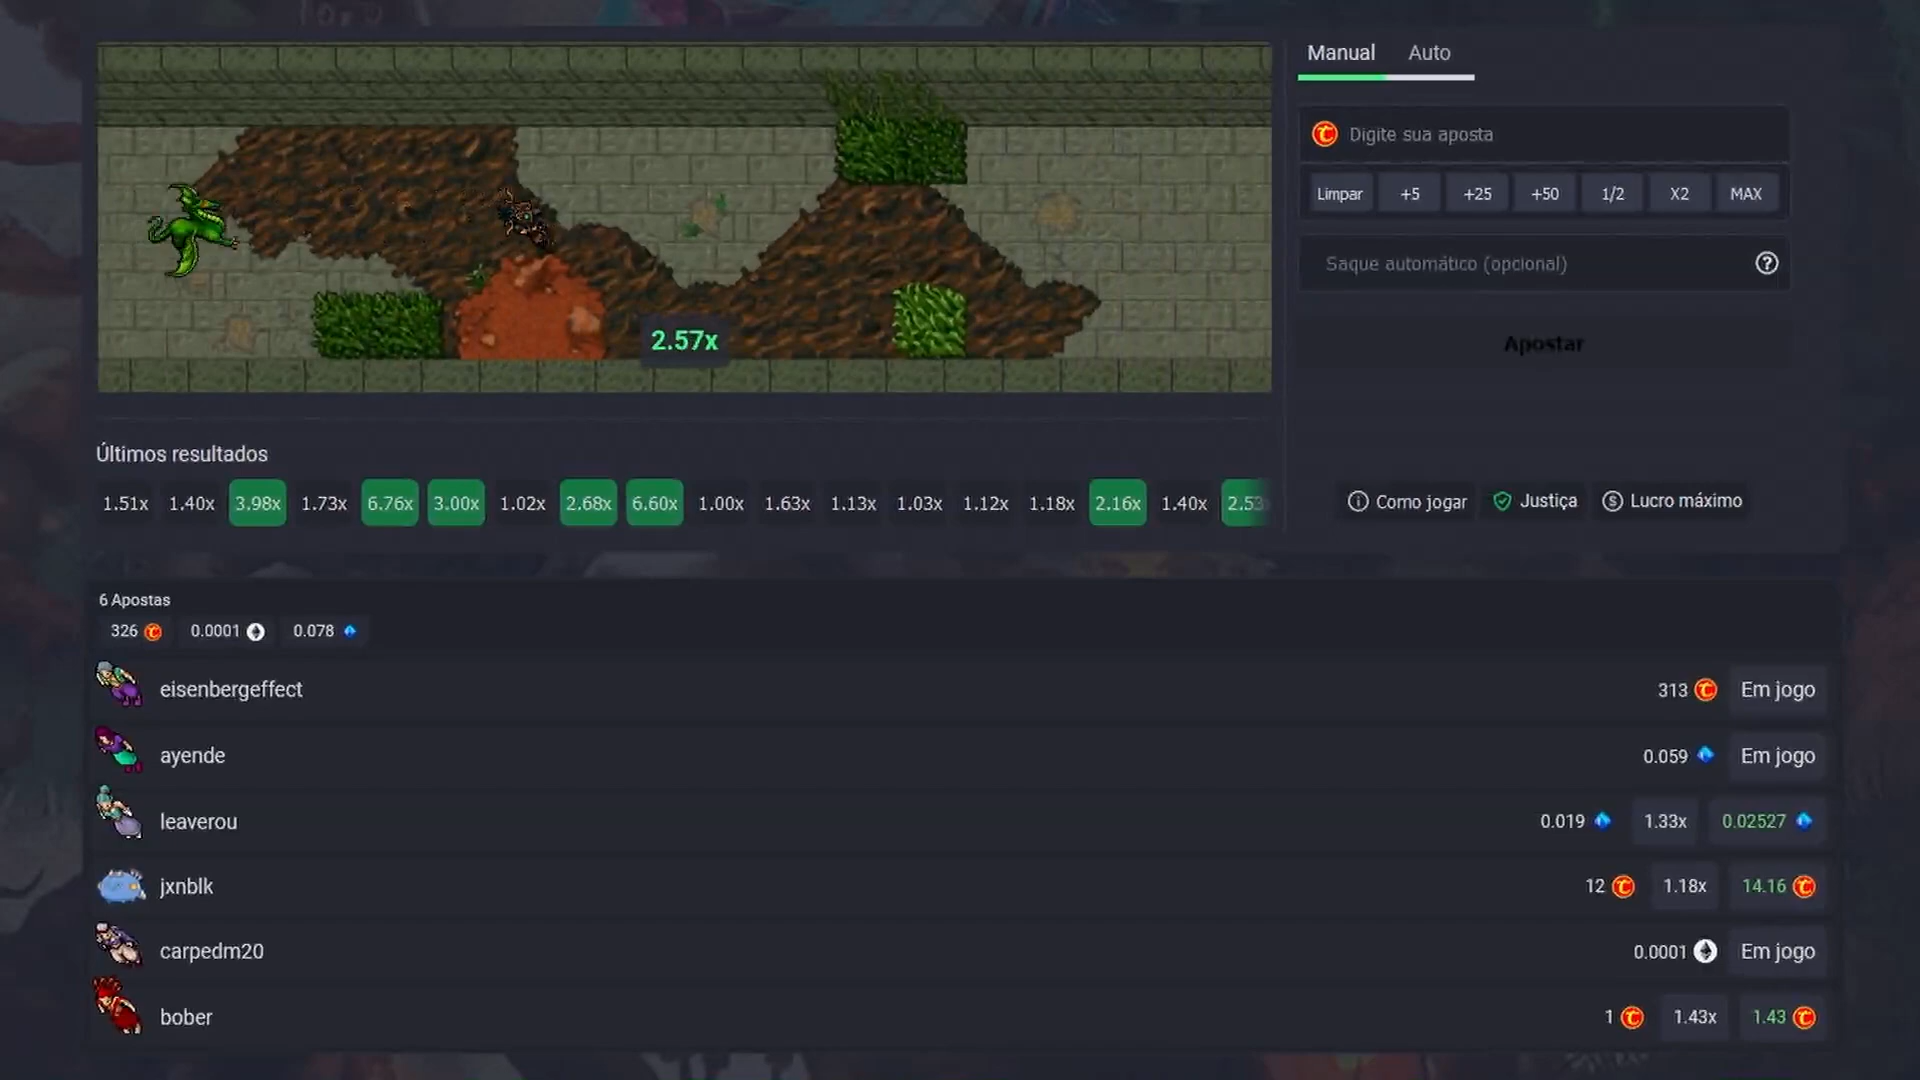 Manual Auto
Digite sua aposta
Limpar +5 +25 +50 1/2 X2 MAX
Saque automático (opcional)
Apostar
2.57x
Últimos resultados
1.51x 1.40x 3.98x 1.73x 6.76x 3.00x 1.02x 2.68x 6.60x 1.00x 1.63x 1.13x 1.03x 1.12x 1.18x 2.16x 1.40x 2.53
Como jogar Justiça Lucro máximo
6 Apostas
326 0.0001 0.078
eisenbergeffect 313 Em jogo
ayende 0.059 Em jogo
leaverou 0.019 1.33x 0.02527
jxnblk 12 1.18x 14.16
carpedm20 0.0001 Em jogo
bober 1 1.43x 1.43